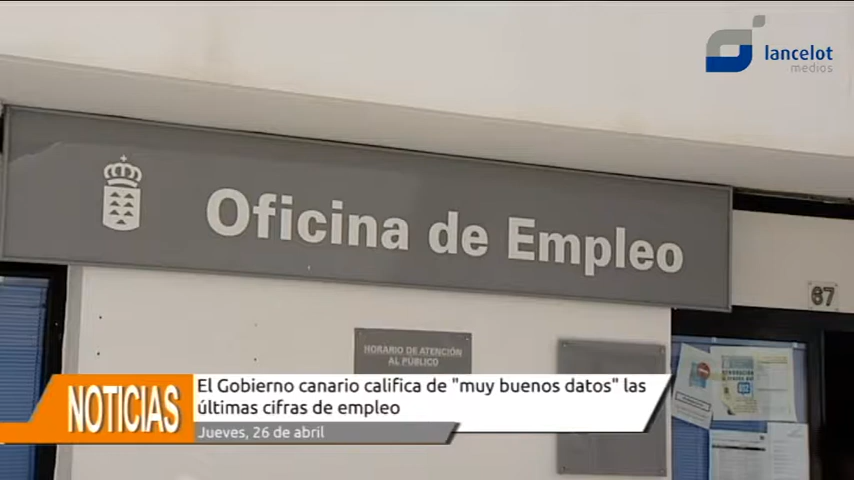 lancelot
medios
Oficina de Empleo
67
HORARIO DE ATENCIÓN
AL PÚBLICO
NOTICIAS
El Gobierno canario califica de "muy buenos datos" las
últimas cifras de empleo
Jueves, 26 de abril